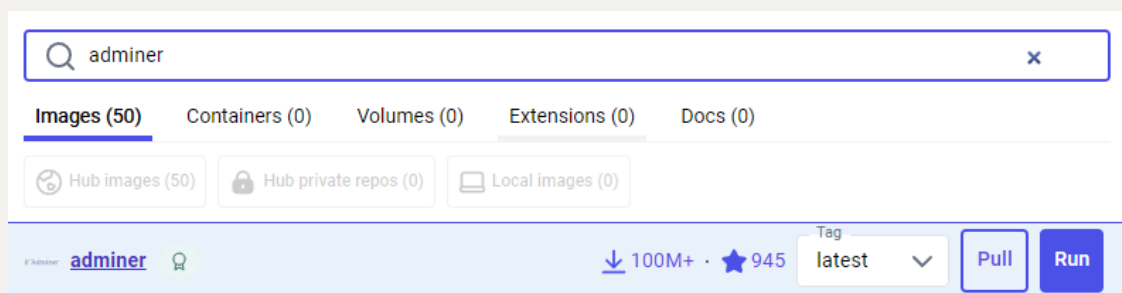 adminer
Images (50) Containers (0) Volumes (0) Extensions (0) Docs (0)
Hub images (50) Hub private repos (0) Local images (0)
Tag
Adminer adminer 100M+ · 945 latest Pull Run